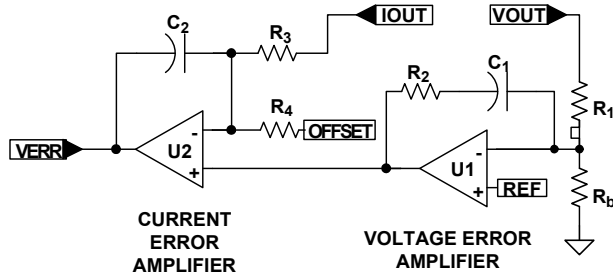 C2
R3
IOUT
VOUT
R2
C1
R1
R4
OFFSET
-
U2
+
VERR
-
U1
+
REF
Rb
CURRENT
ERROR
AMPLIFIER
VOLTAGE ERROR
AMPLIFIER